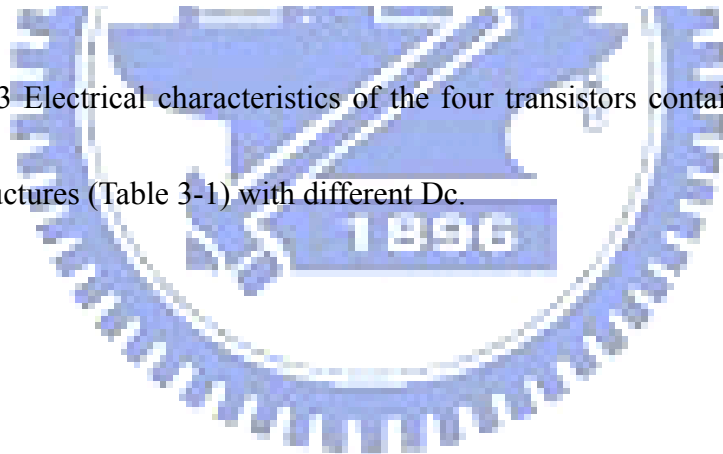 3 Electrical characteristics of the four transistors contai
uctures (Table 3-1) with different Dc.
1896